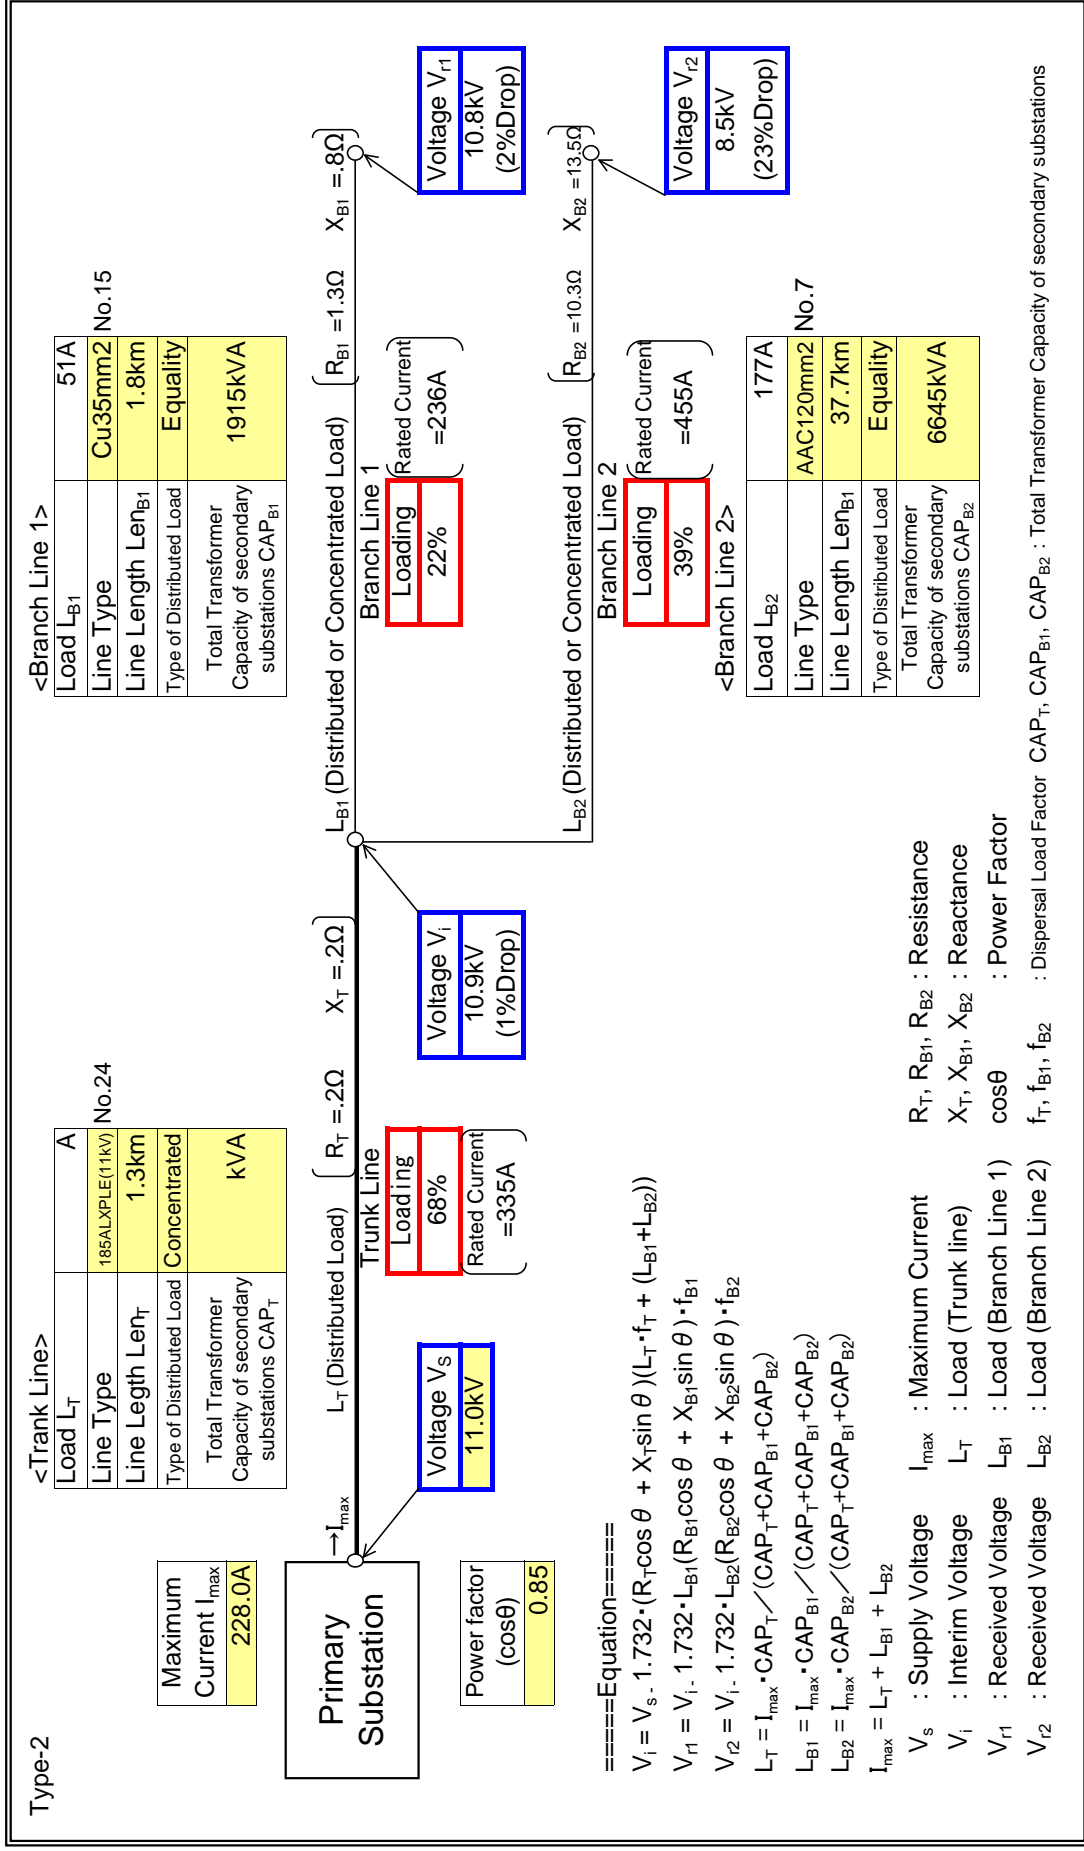 Type-2
Maximum
Current Imax
228.0A
<Trank Line>
Load LT A
Line Type 185ALXPLE(11kV) No.24
Line Legth LenT 1.3km
Type of Distributed Load Concentrated
Total Transformer
Capacity of secondary
substations CAPT
kVA
<Branch Line 1>
Load LB1 51A
Line Type Cu35mm2 No.15
Line Length LenB1 1.8km
Type of Distributed Load Equality
Total Transformer
Capacity of secondary
substations CAPB1
1915kVA
Primary
Substation
→Imax
LT (Distributed Load)
RT =.2Ω XT =.2Ω
LB1 (Distributed or Concentrated Load)
RB1 =1.3Ω XB1 =.8Ω
Trunk Line
Loading
68%
Rated Current
=335A
Branch Line 1
Loading
22%
Rated Current
=236A
Voltage VS
11.0kV
Voltage Vi
10.9kV
(1%Drop)
Voltage Vr1
10.8kV
(2%Drop)
Power factor
(cosθ)
0.85
LB2 (Distributed or Concentrated Load)
RB2 =10.3Ω XB2 =13.5Ω
Branch Line 2
Loading
39%
Rated Current
=455A
Voltage Vr2
8.5kV
(23%Drop)
<Branch Line 2>
Load LB2 177A
Line Type AAC120mm2 No.7
Line Length LenB1 37.7km
Type of Distributed Load Equality
Total Transformer
Capacity of secondary
substations CAPB2
6645kVA
=====Equation=====
Vi = Vs - 1.732・(RTcos θ + XTsin θ)(LT・fT + (LB1+LB2))
Vr1 = Vi - 1.732・LB1(RB1cos θ + XB1sin θ)・fB1
Vr2 = Vi - 1.732・LB2(RB2cos θ + XB2sin θ)・fB2
LT = Imax・CAPT／(CAPT+CAPB1+CAPB2)
LB1 = Imax・CAPB1／(CAPT+CAPB1+CAPB2)
LB2 = Imax・CAPB2／(CAPT+CAPB1+CAPB2)
Imax = LT + LB1 + LB2
Vs : Supply Voltage Imax : Maximum Current RT, RB1, RB2 : Resistance
Vi : Interim Voltage LT : Load (Trunk line) XT, XB1, XB2 : Reactance
Vr1 : Received Voltage LB1 : Load (Branch Line 1) cosθ : Power Factor
Vr2 : Received Voltage LB2 : Load (Branch Line 2) fT, fB1, fB2 : Dispersal Load Factor CAPT, CAPB1, CAPB2 : Total Transformer Capacity of secondary substations